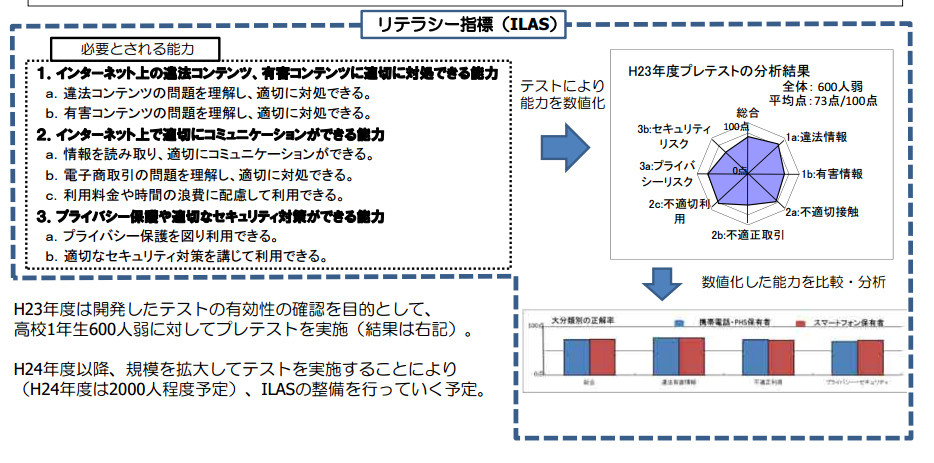 リテラシー指標（ILAS）
必要とされる能力
1．インターネット上の違法コンテンツ、有害コンテンツに適切に対処できる能力
a．違法コンテンツの問題を理解し、適切に対処できる。
b．有害コンテンツの問題を理解し、適切に対処できる。
2．インターネット上で適切にコミュニケーションができる能力
a．情報を読み取り、適切にコミュニケーションができる。
b．電子商取引の問題を理解し、適切に対処できる。
c．利用料金や時間の浪費に配慮して利用できる。
3．プライバシー保護や適切なセキュリティ対策ができる能力
a．プライバシー保護を図り利用できる。
b．適切なセキュリティ対策を講じて利用できる。
テストにより
能力を数値化
H23年度プレテストの分析結果
全体： 600人弱
平均点：73点/100点
総合
100点
0点
1a:違法情報
1b:有害情報
2a:不適切接触
2b:不適正取引
2c:不適切利
用
3a:プライバ
シーリスク
3b:セキュリティ
リスク
数値化した能力を比較・分析
H23年度は開発したテストの有効性の確認を目的として、
高校1年生600人弱に対してプレテストを実施（結果は右記）。
H24年度以降、規模を拡大してテストを実施することにより
（H24年度は2000人程度予定）、ILASの整備を行っていく予定。
大分類別の正解率
携帯電話・PHS保有者
スマートフォン保有者
総合
違法有害情報
不適正利用
プライバシー・セキュリティ